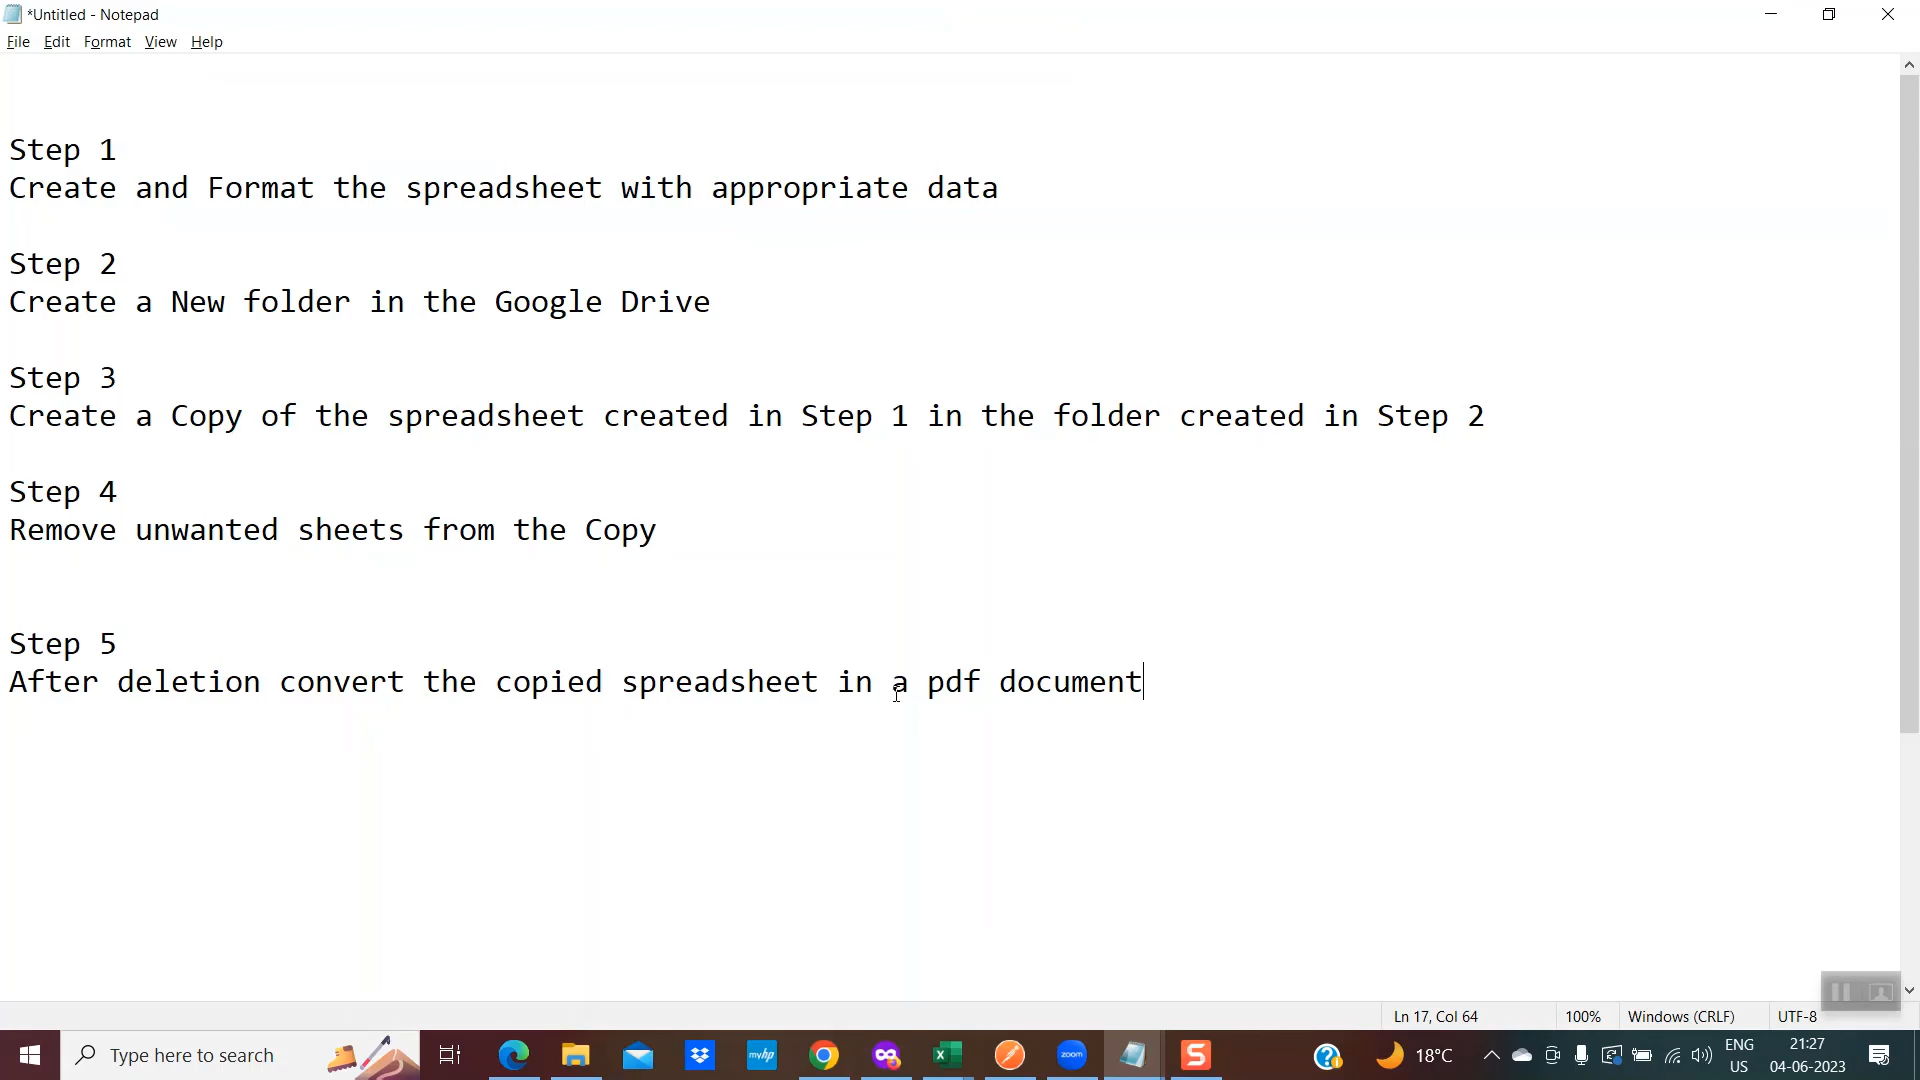 *Untitled - Notepad
File Edit Format View Help
Step 1
Create and Format the spreadsheet with appropriate data
Step 2
Create a New folder in the Google Drive
Step 3
Create a Copy of the spreadsheet created in Step 1 in the folder created in Step 2
Step 4
Remove unwanted sheets from the Copy
Step 5
After deletion convert the copied spreadsheet in a pdf document
Ln 17, Col 64 100% Windows (CRLF) UTF-8
Type here to search
myhp
zoom
S
18°C
ENG
US
21:27
04-06-2023